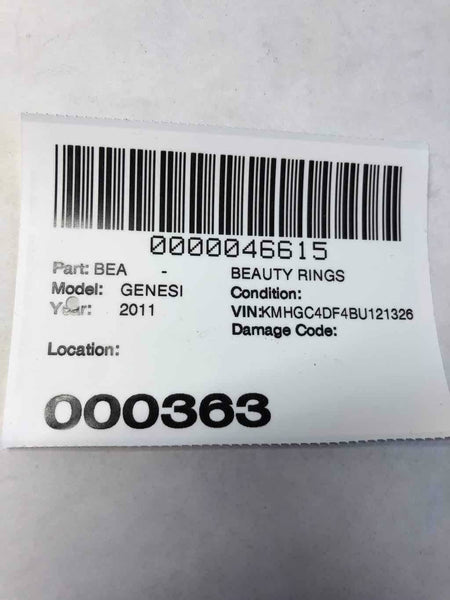 0000046615
Part: BEA - BEAUTY RINGS
Model: GENESI Condition:
Year: 2011 VIN:KMHGC4DF4BU121326
Damage Code:
Location:
000363